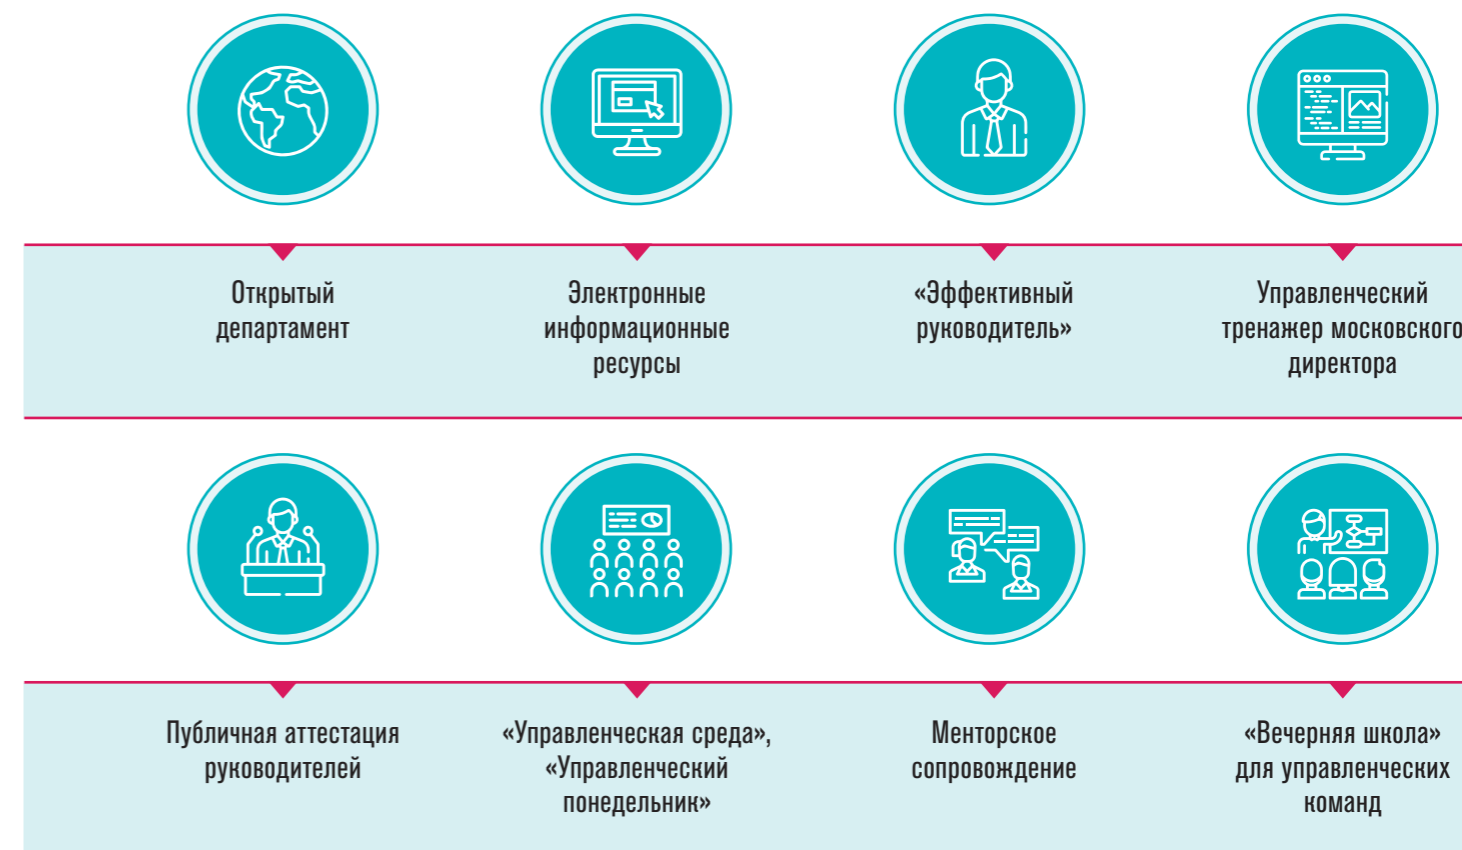 Открытый
департамент
Электронные
информационные
ресурсы
«Эффективный
руководитель»
Управленческий
тренажер московского
директора
Публичная аттестация
руководителей
«Управленческая среда»,
«Управленческий
понедельник»
Менторское
сопровождение
«Вечерняя школа»
для управленческих
команд